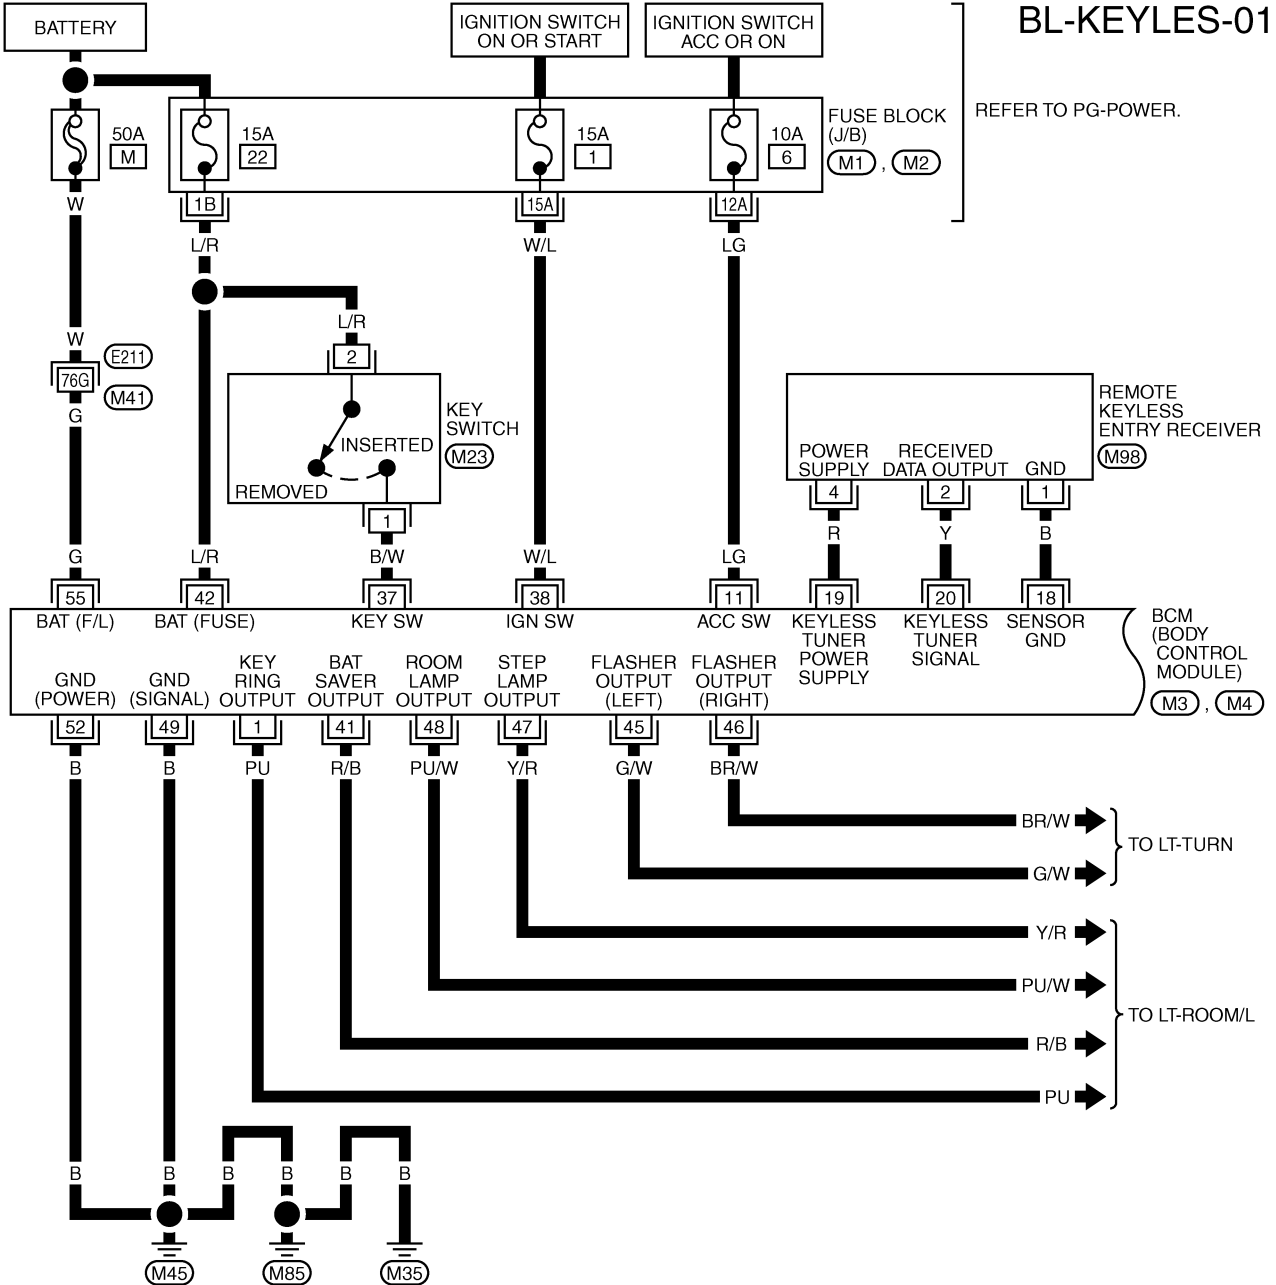 BL-KEYLES-01
BATTERY
IGNITION SWITCH
ON OR START
IGNITION SWITCH
ACC OR ON
REFER TO PG-POWER.
50A
M
15A
22
15A
1
10A
6
FUSE BLOCK
(J/B)
M1 , M2
W
1B
15A
12A
L/R
W/L
LG
W
E211
76G
M41
G
L/R
2
KEY
SWITCH
M23
INSERTED
REMOVED
1
B/W
REMOTE
KEYLESS
ENTRY RECEIVER
M98
POWER
SUPPLY
RECEIVED
DATA OUTPUT
GND
4
2
1
R
Y
B
G
L/R
W/L
LG
55
42
37
38
11
19
20
18
BAT (F/L)
BAT (FUSE)
KEY SW
IGN SW
ACC SW
KEYLESS
TUNER
POWER
SUPPLY
KEYLESS
TUNER
SIGNAL
SENSOR
GND
BCM
(BODY
CONTROL
MODULE)
M3 , M4
GND
(POWER)
GND
(SIGNAL)
KEY
RING
OUTPUT
BAT
SAVER
OUTPUT
ROOM
LAMP
OUTPUT
STEP
LAMP
OUTPUT
FLASHER
OUTPUT
(LEFT)
FLASHER
OUTPUT
(RIGHT)
52
49
1
41
48
47
45
46
B
B
PU
R/B
PU/W
Y/R
G/W
BR/W
BR/W
G/W
TO LT-TURN
Y/R
PU/W
R/B
PU
TO LT-ROOM/L
B
B
B
B
B
B
M45
M85
M35